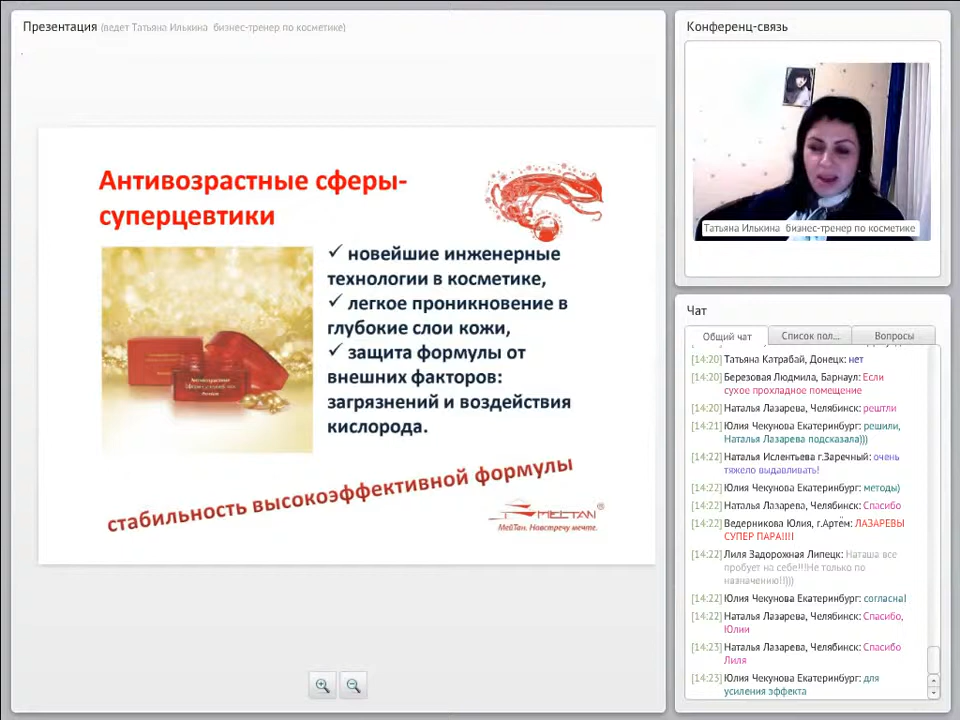 Презентация (ведет Татьяна Илькина бизнес-тренер по косметике)
Антивозрастные сферы-
суперцевтики
✓ новейшие инженерные
технологии в косметике,
✓ легкое проникновение в
глубокие слои кожи,
✓ защита формулы от
внешних факторов:
загрязнений и воздействия
кислорода.
стабильность высокоэффективной формулы
MEITAN®
МейТан. Навстречу мечте.
Конференц-связь
Татьяна Илькина бизнес-тренер по косметике
Чат
Общий чат
Список пол...
Вопросы
[14:20] Татьяна Катрабай, Донецк: нет
[14:20] Березовая Людмила, Барнаул: Если
сухое прохладное помещение
[14:20] Наталья Лазарева, Челябинск: рештли
[14:21] Юлия Чекунова Екатеринбург: решили,
Наталья Лазарева подсказала)))
[14:22] Наталья Ислентьева г.Заречный: очень
тяжело выдавливать!
[14:22] Юлия Чекунова Екатеринбург: методы)
[14:22] Наталья Лазарева, Челябинск: Спасибо
[14:22] Ведерникова Юлия, г.Артём: ЛАЗАРЕВЫ
СУПЕР ПАРА!!!!
[14:22] Лиля Задорожная Липецк: Наташа все
пробует на себе!!!Не только по
назначению!!)))
[14:22] Юлия Чекунова Екатеринбург: согласна!
[14:22] Наталья Лазарева, Челябинск: Спасибо,
Юлии
[14:23] Наталья Лазарева, Челябинск: Спасибо
Лиля
[14:23] Юлия Чекунова Екатеринбург: для
усиления эффекта